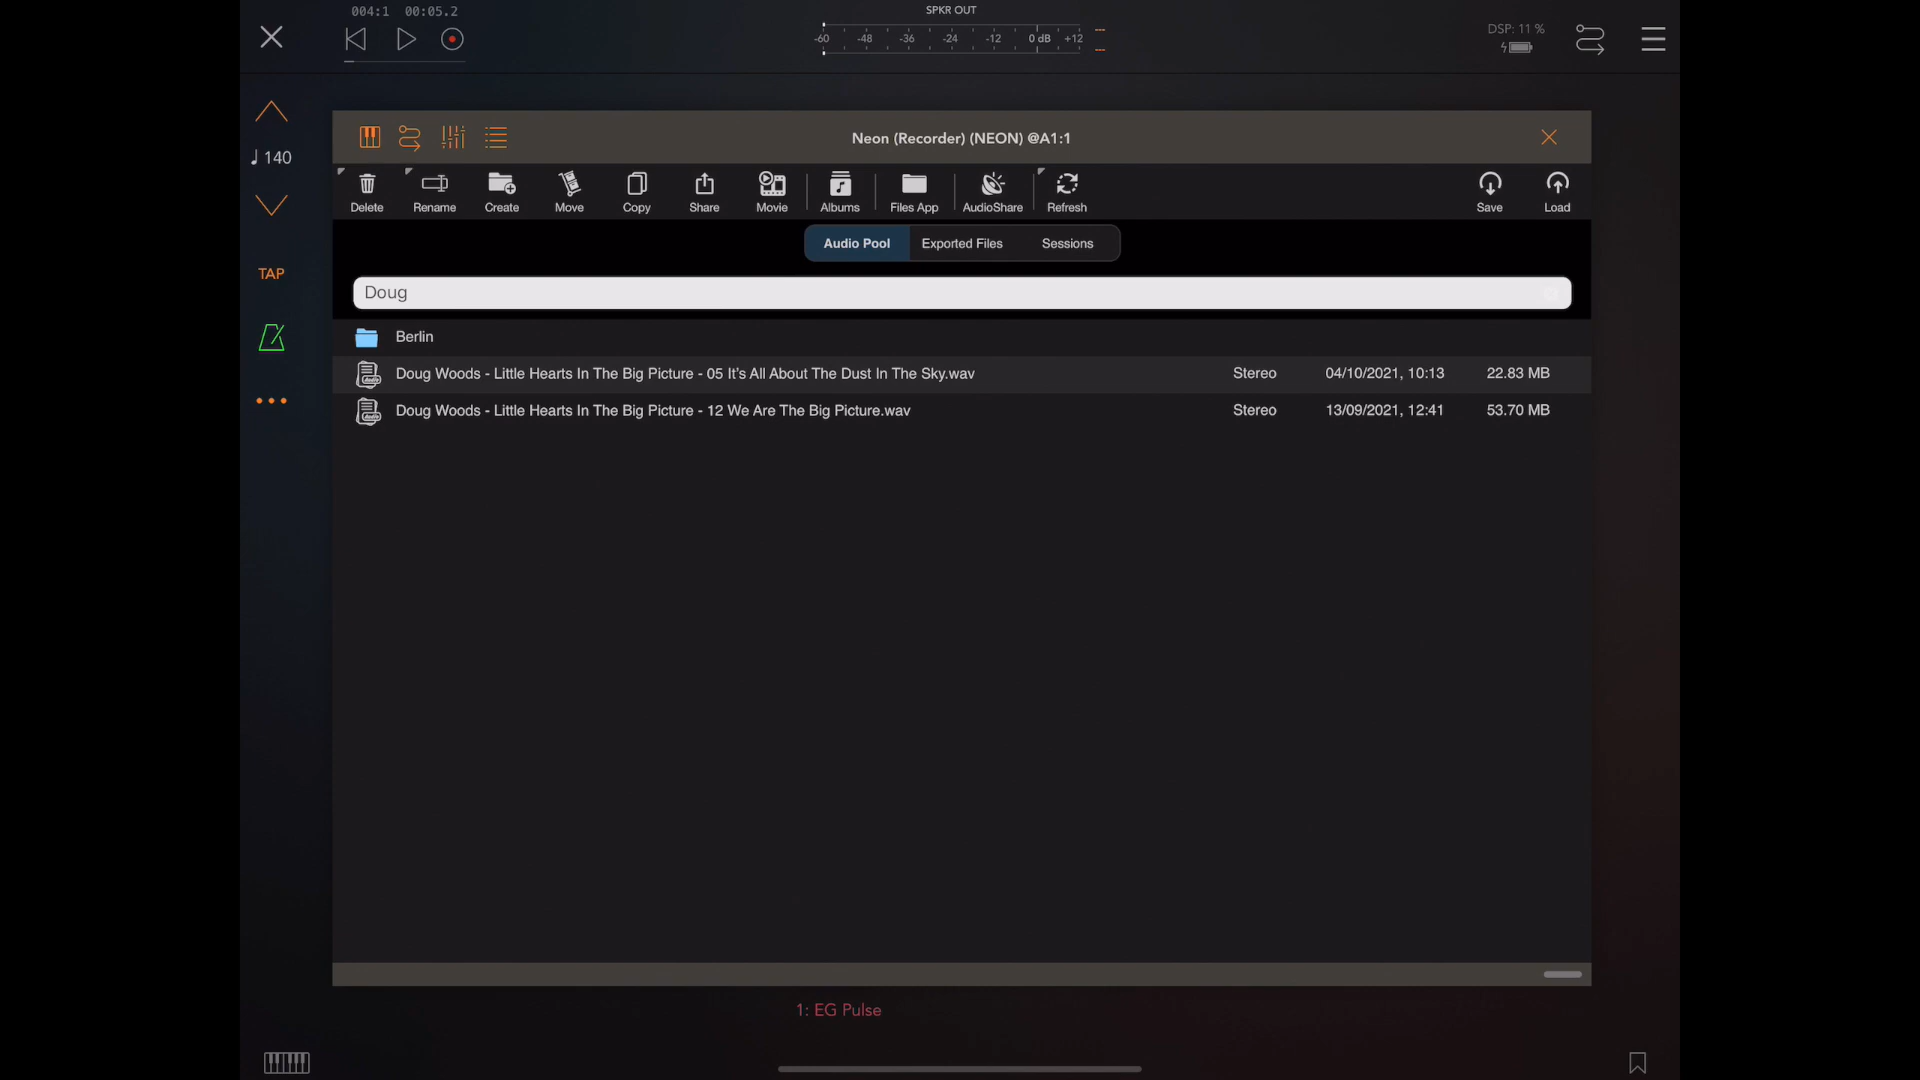 004:1 00:05.2
SPKR OUT
-60 -48 -36 -24 -12 0 dB +12
DSP: 11 %
♩ 140
TAP
Neon (Recorder) (NEON) @A1:1
Delete Rename Create Move Copy Share Movie Albums Files App AudioShare Refresh Save Load
Audio Pool Exported Files Sessions
Doug
Berlin
Doug Woods - Little Hearts In The Big Picture - 05 It's All About The Dust In The Sky.wav Stereo 04/10/2021, 10:13 22.83 MB
Doug Woods - Little Hearts In The Big Picture - 12 We Are The Big Picture.wav Stereo 13/09/2021, 12:41 53.70 MB
1: EG Pulse